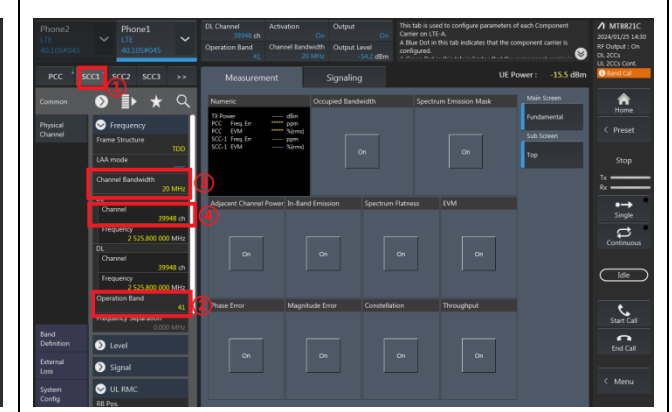 Phone2
LTE
40,105#045
Phone1
LTE
40,105#045
DL Channel
39948 ch
Activation
On
Output
On
Operation Band
41
Channel Bandwidth
20 MHz
Output Level
-54.2 dBm
This tab is used to configure parameters of each Component
Carrier on LTE-A.
A Blue Dot in this tab indicates that the component carrier is
configured.
MT8821C
2024/01/25 14:30
RF Output : On
DL 2CCs
UL 2CCs Cont.
Band Cal
PCC
SCC1
SCC2
SCC3
>>
①
Measurement
Signaling
UE Power : -15.5 dBm
Common
Physical
Channel
Band
Definition
External
Loss
System
Config
Frequency
Frame Structure
TDD
LAA mode
Channel Bandwidth
20 MHz
③
UL
Channel
39948 ch
④
Frequency
2 525.800 000 MHz
DL
Channel
39948 ch
Frequency
2 525.800 000 MHz
Operation Band
41
②
Frequency Separation
0.000 MHz
Level
Signal
UL RMC
RB Pos.
Numeric
TX Power ----- dBm
PCC Freq. Err ***** ppm
PCC EVM ***** %(rms)
SCC-1 Freq. Err ----- ppm
SCC-1 EVM ----- %(rms)
Occupied Bandwidth
On
Spectrum Emission Mask
On
Adjacent Channel Power
On
In-Band Emission
On
Spectrum Flatness
On
EVM
On
Phase Error
On
Magnitude Error
On
Constellation
On
Throughput
On
Main Screen
Fundamental
Sub Screen
Top
Home
< Preset
Stop
Tx
Rx
Single
Continuous
Idle
Start Call
End Call
< Menu